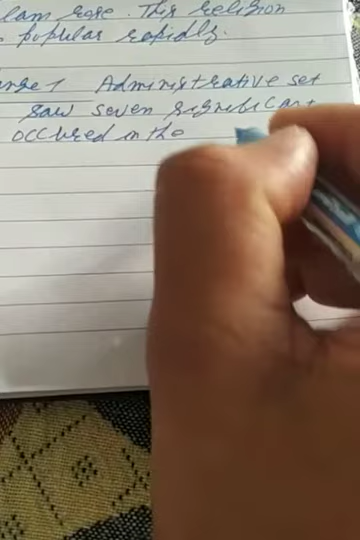 lam rose. This religion
popular rapidly.
Administrative set
saw seven significant
occured in the